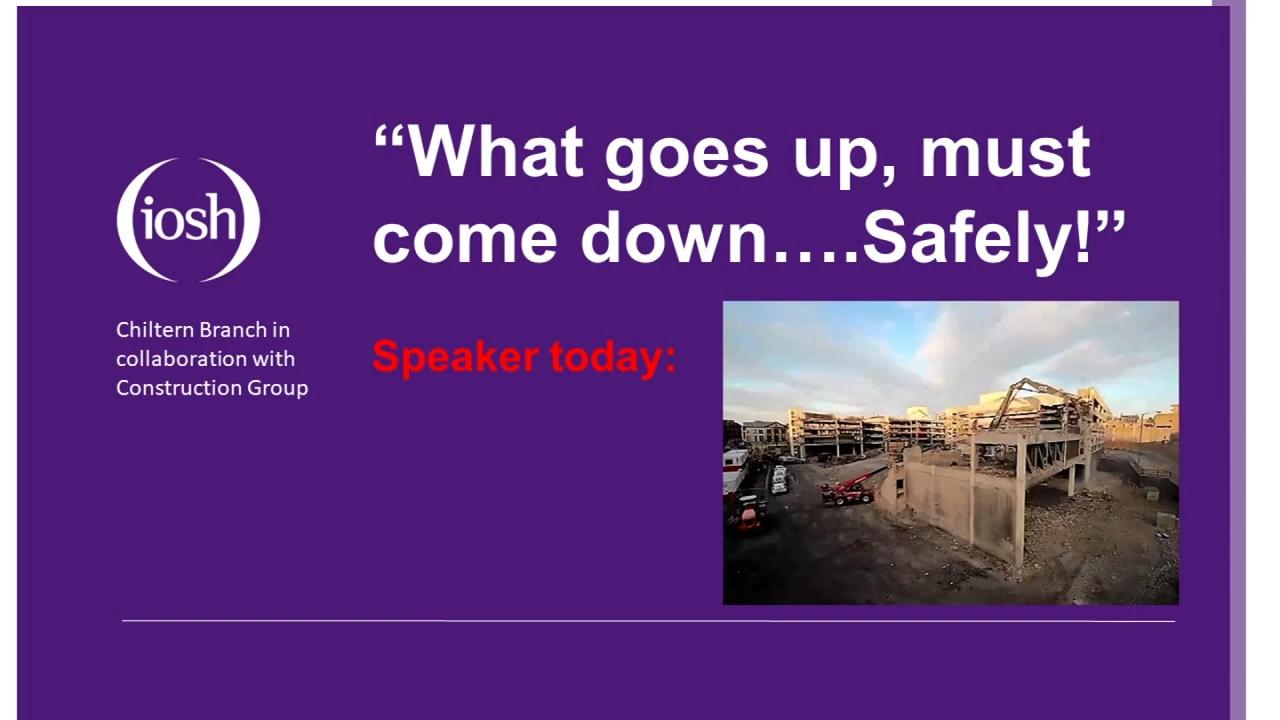 “What goes up, must
come down….Safely!”
iosh
Chiltern Branch in
collaboration with
Construction Group
Speaker today: